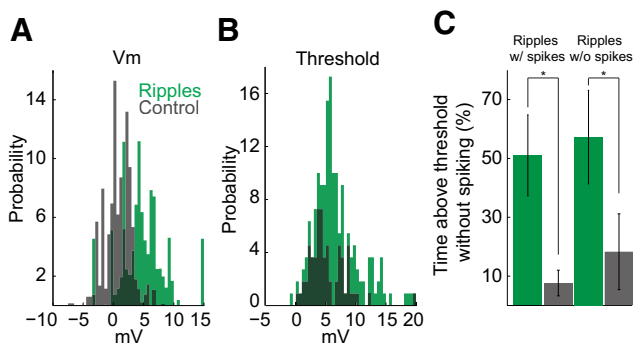 A
Vm
Probability
14
10
6
2
Ripples
Control
−10
−5
0
5
10
15
mV
B
Threshold
Probability
16
12
8
4
0
−5
0
5
10
15
20
mV
C
Ripples
w/ spikes
Ripples
w/o spikes
*
*
Time above threshold
without spiking (%)
70
50
30
10